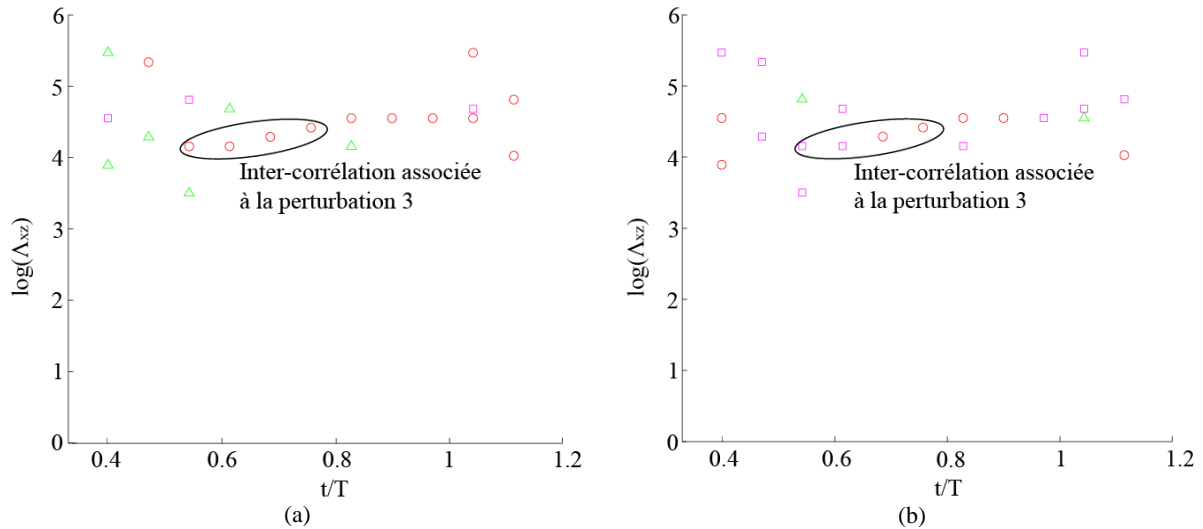 6
5
4
3
2
1
0
log(Λxz)
0.4 0.6 0.8 1 1.2
t/T
Inter-corrélation associée
à la perturbation 3
(a)
6
5
4
3
2
1
0
log(Λxz)
0.4 0.6 0.8 1 1.2
t/T
Inter-corrélation associée
à la perturbation 3
(b)